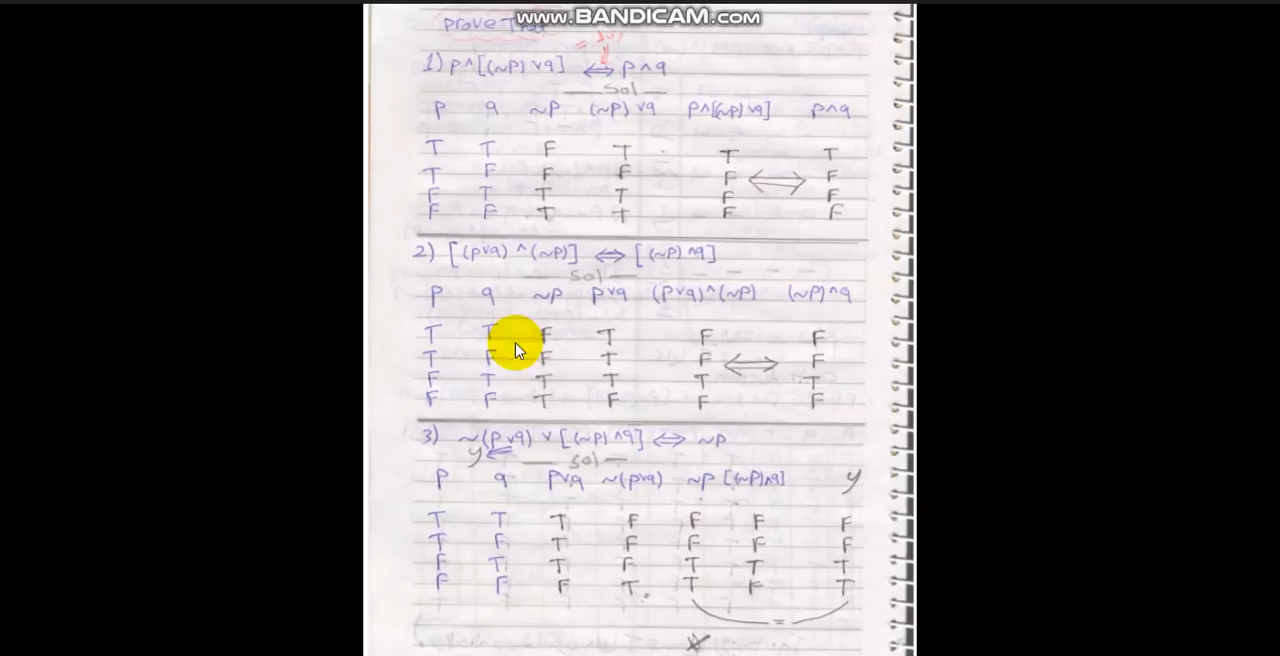 www.BANDICAM.com
Prove That
1) p ∧ [(~p) ∨ q] ⟺ p ∧ q
Sol
p q ~p (~p) ∨ q p ∧ [(~p) ∨ q] p ∧ q
T T F T T T
T F F F F F
F T T T F F
F F T T F F
⟺
2) [(p ∨ q) ∧ (~p)] ⟺ [(~p) ∧ q]
Sol
p q ~p p ∨ q (p ∨ q) ∧ (~p) (~p) ∧ q
T T F T F F
T F F T F F
F T T T T T
F F T F F F
⟺
3) ~(p ∨ q) ∨ [(~p) ∧ q] ⟺ ~p
y
Sol
p q p ∨ q ~(p ∨ q) ~p [(~p) ∧ q] y
T T T F F F F
T F T F F F F
F T T F T T T
F F F T T F T
=